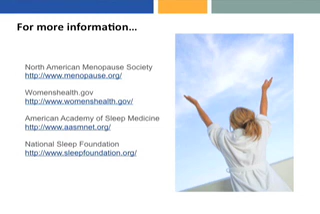 For more information...
North American Menopause Society
http://www.menopause.org/
Womenshealth.gov
http://www.womenshealth.gov/
American Academy of Sleep Medicine
http://www.aasmnet.org/
National Sleep Foundation
http://www.sleepfoundation.org/